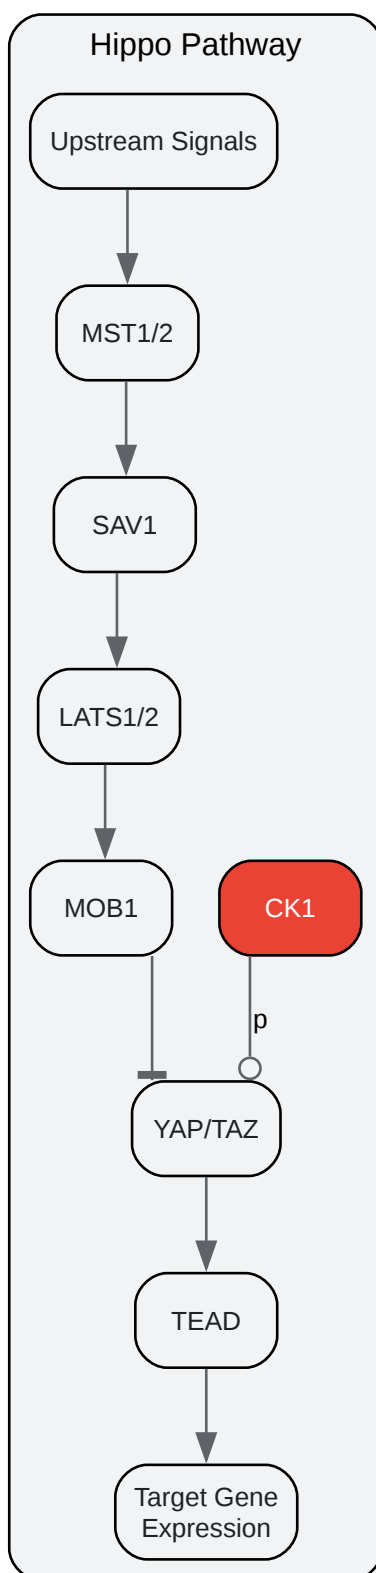 Hippo Pathway
Upstream Signals
MST1/2
SAV1
LATS1/2
MOB1
CK1
p
YAP/TAZ
TEAD
Target Gene
Expression